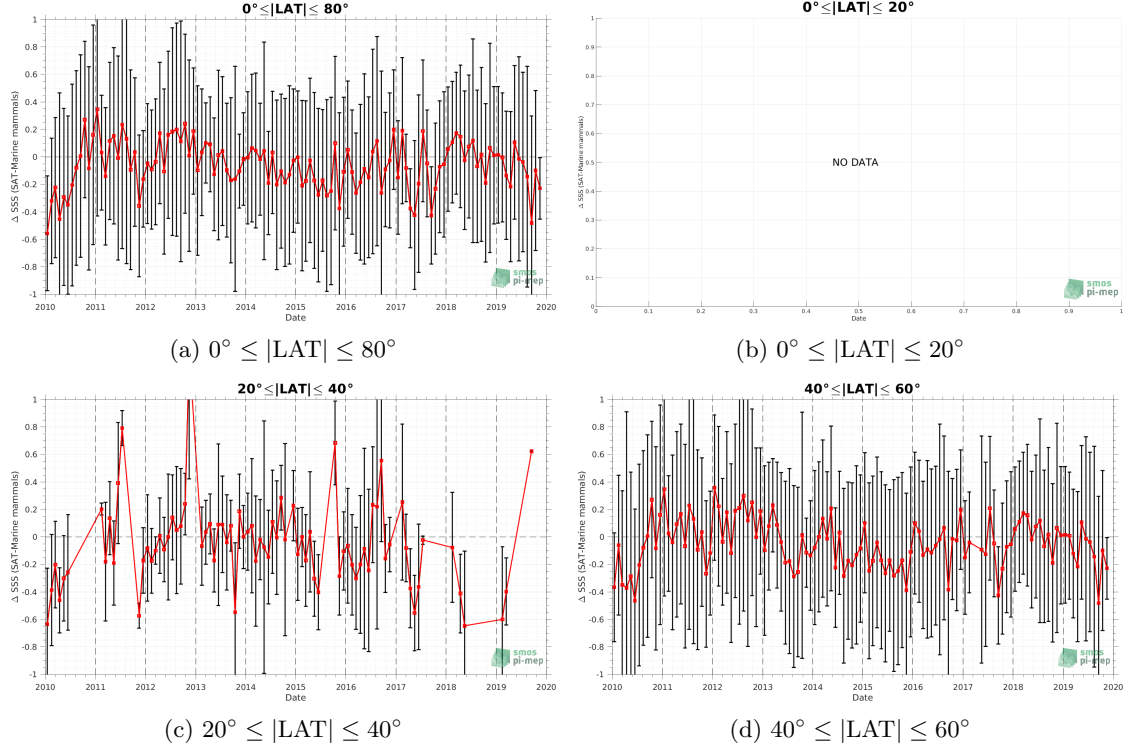 0°≤|LAT|≤ 80°
Δ SSS (SAT-Marine mammals)
1
0.8
0.6
0.4
0.2
0
-0.2
-0.4
-0.6
-0.8
-1
2010 2011 2012 2013 2014 2015 2016 2017 2018 2019 2020
Date
smos
pi-mep
(a) 0° ≤ |LAT| ≤ 80°
0°≤|LAT|≤ 20°
Δ SSS (SAT-Marine mammals)
1
0.9
0.8
0.7
0.6
0.5
0.4
0.3
0.2
0.1
0
NO DATA
0 0.1 0.2 0.3 0.4 0.5 0.6 0.7 0.8 0.9 1
Date
smos
pi-mep
(b) 0° ≤ |LAT| ≤ 20°
20°≤|LAT|≤ 40°
Δ SSS (SAT-Marine mammals)
1
0.8
0.6
0.4
0.2
0
-0.2
-0.4
-0.6
-0.8
-1
2010 2011 2012 2013 2014 2015 2016 2017 2018 2019 2020
Date
smos
pi-mep
(c) 20° ≤ |LAT| ≤ 40°
40°≤|LAT|≤ 60°
Δ SSS (SAT-Marine mammals)
1
0.8
0.6
0.4
0.2
0
-0.2
-0.4
-0.6
-0.8
-1
2010 2011 2012 2013 2014 2015 2016 2017 2018 2019 2020
Date
smos
pi-mep
(d) 40° ≤ |LAT| ≤ 60°